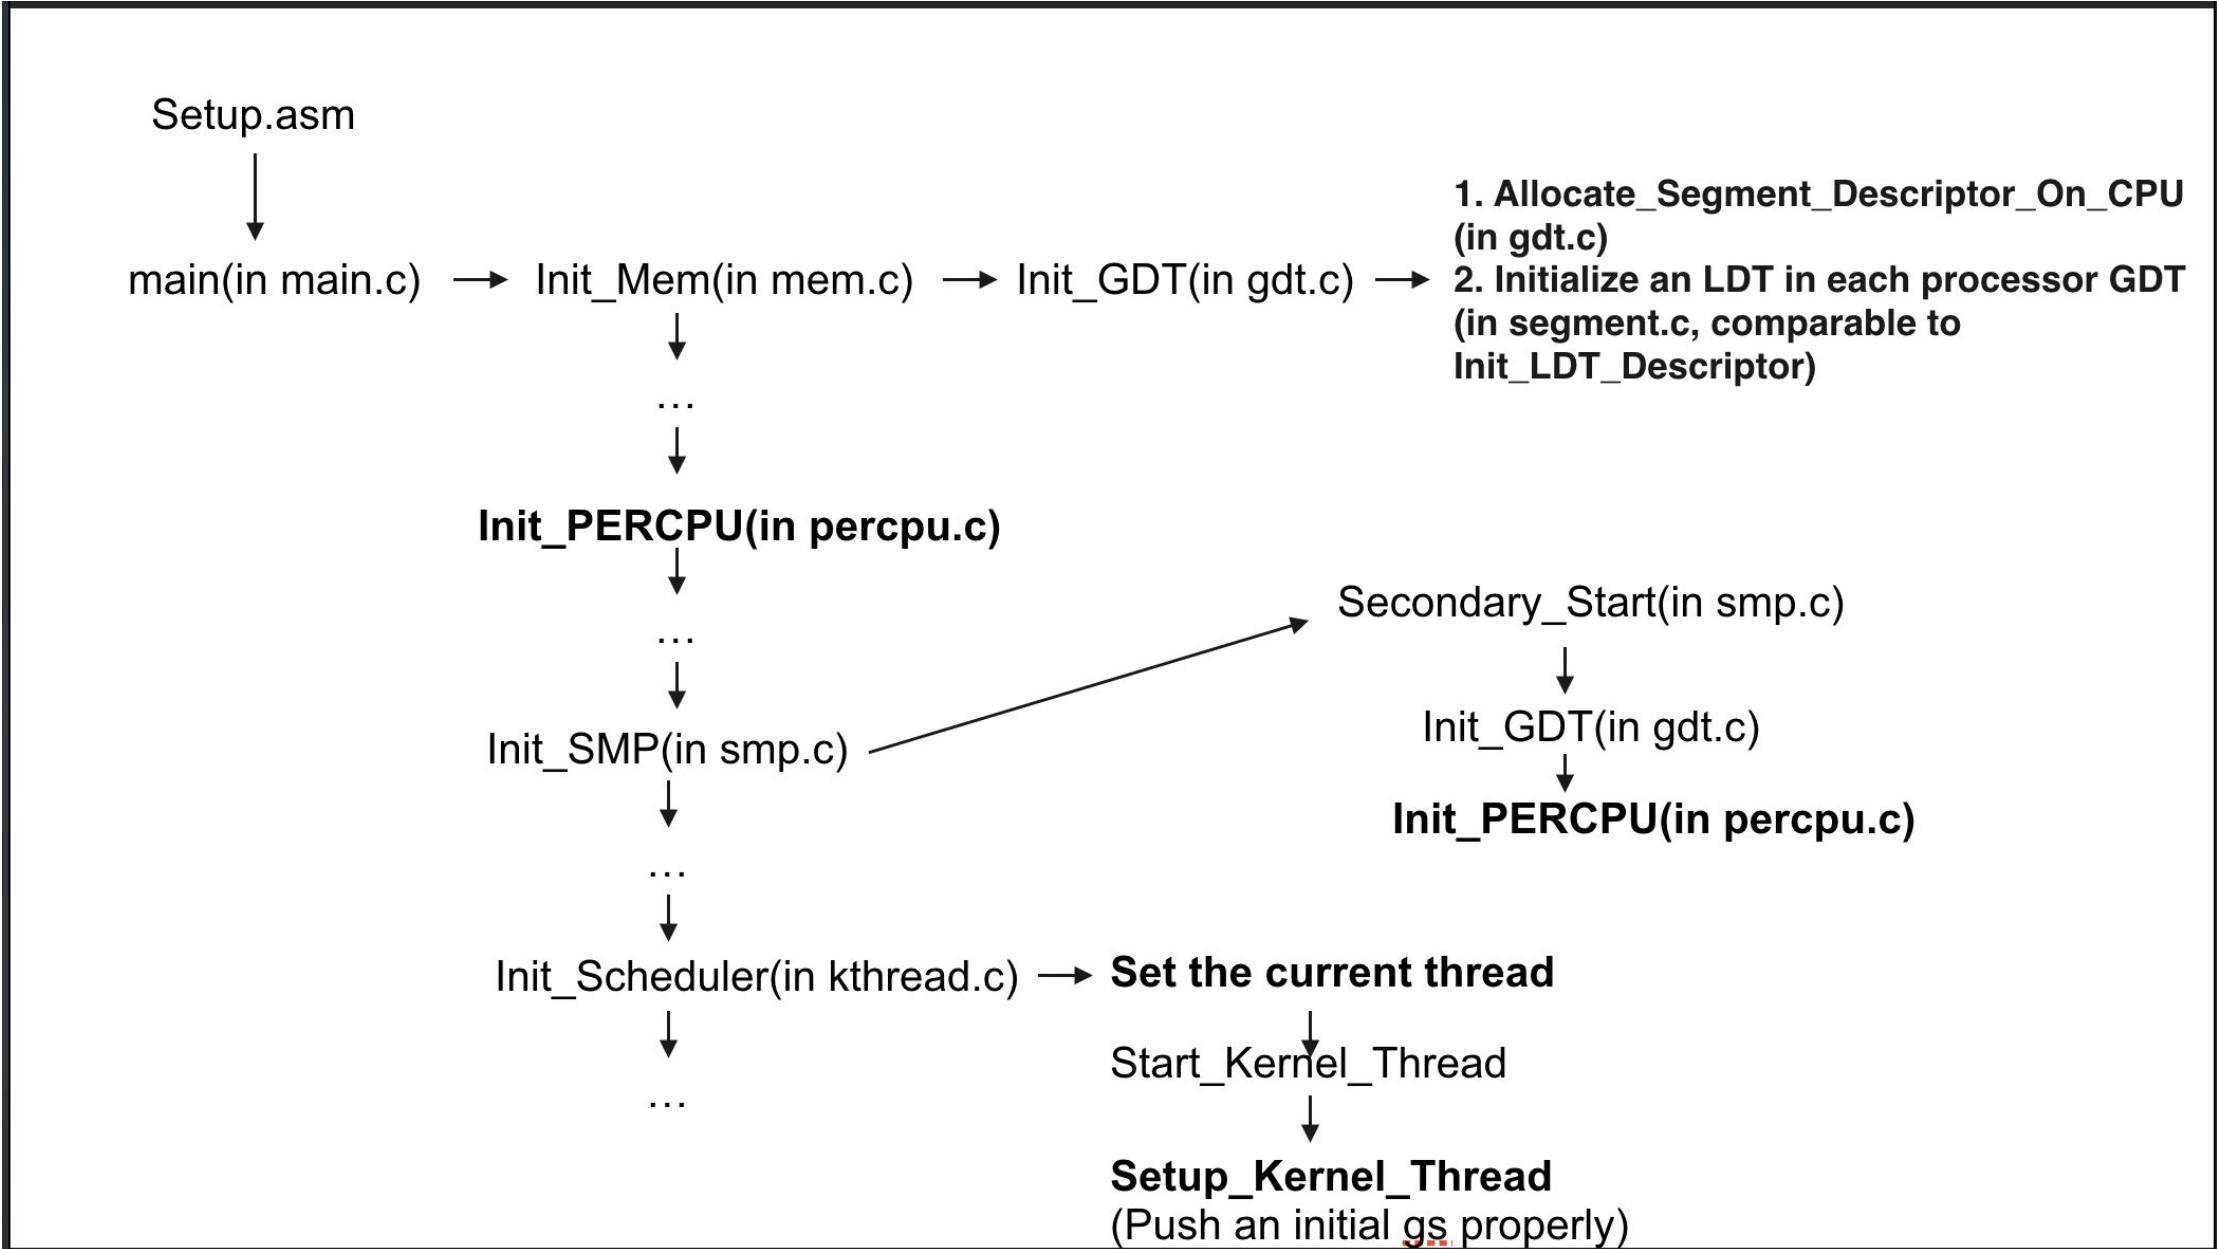 Setup.asm
main(in main.c)
Init_Mem(in mem.c)
Init_GDT(in gdt.c)
1. Allocate_Segment_Descriptor_On_CPU
(in gdt.c)
2. Initialize an LDT in each processor GDT
(in segment.c, comparable to
Init_LDT_Descriptor)
...
Init_PERCPU(in percpu.c)
...
Init_SMP(in smp.c)
Secondary_Start(in smp.c)
Init_GDT(in gdt.c)
Init_PERCPU(in percpu.c)
...
Init_Scheduler(in kthread.c)
Set the current thread
Start_Kernel_Thread
Setup_Kernel_Thread
(Push an initial gs properly)
...